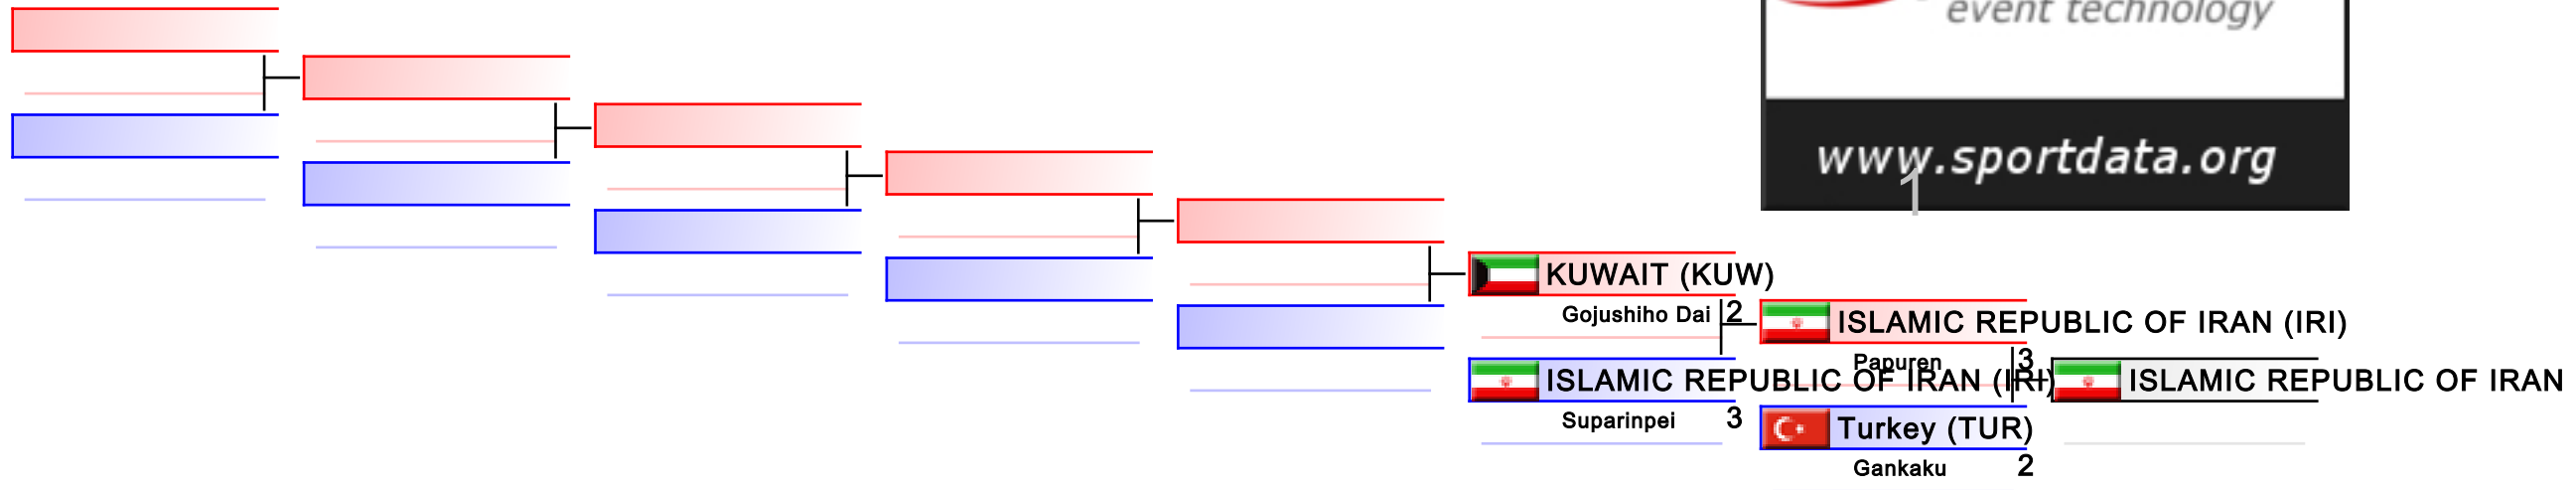 event technology
www.sportdata.org
1
KUWAIT (KUW)
Gojushiho Dai 2
ISLAMIC REPUBLIC OF IRAN (IRI)
Papuren 3
ISLAMIC REPUBLIC OF IRAN (IRI)
ISLAMIC REPUBLIC OF IRAN
Suparinpei 3
Turkey (TUR)
Gankaku 2